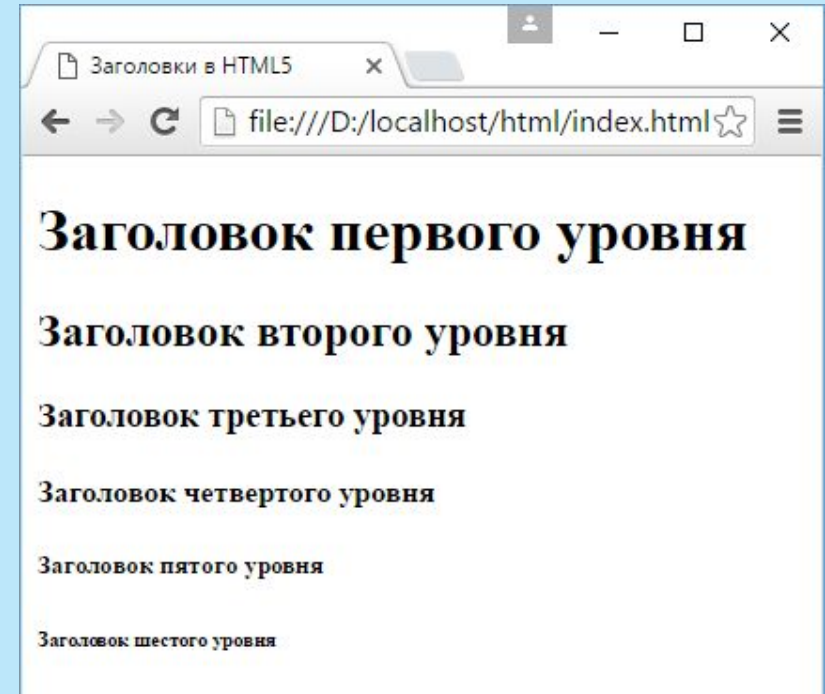 Заголовки в HTML5
file:///D:/localhost/html/index.html
Заголовок первого уровня
Заголовок второго уровня
Заголовок третьего уровня
Заголовок четвертого уровня
Заголовок пятого уровня
Заголовок шестого уровня